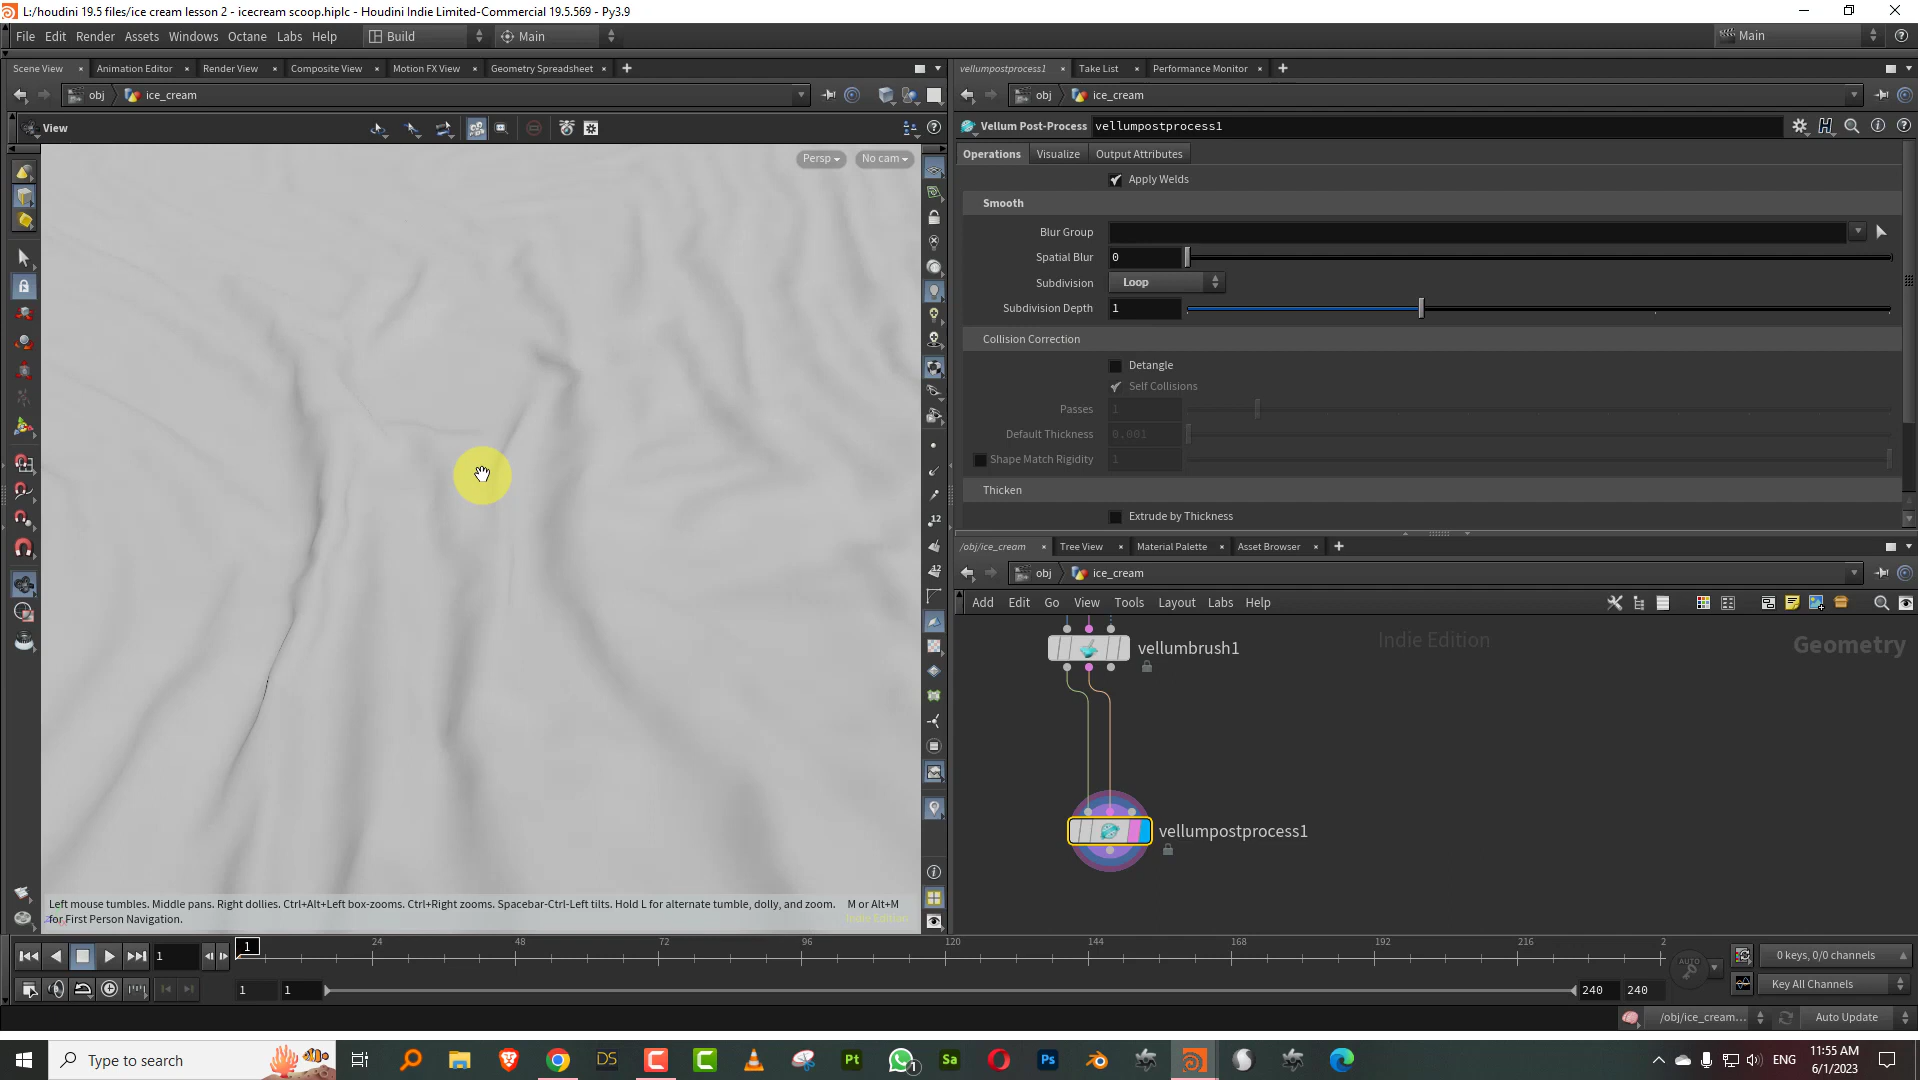 L:/houdini 19.5 files/ice cream lesson 2 - icecream scoop.hiplc - Houdini Indie Limited-Commercial 19.5.569 - Py3.9
File Edit Render Assets Windows Octane Labs Help Build Main Main
Scene View Animation Editor Render View Composite View Motion FX View Geometry Spreadsheet
obj ice_cream
View
Persp No cam
Left mouse tumbles. Middle pans. Right dollies. Ctrl+Alt+Left box-zooms. Ctrl+Right zooms. Spacebar-Ctrl-Left tilts. Hold L for alternate tumble, dolly, and zoom. M or Alt+M
for First Person Navigation. Indie Edition
vellumpostprocess1 Take List Performance Monitor
obj ice_cream
Vellum Post-Process vellumpostprocess1
Operations Visualize Output Attributes
Apply Welds
Smooth
Blur Group
Spatial Blur 0
Subdivision Loop
Subdivision Depth 1
Collision Correction
Detangle
Self Collisions
Passes 1
Default Thickness 0.001
Shape Match Rigidity 1
Thicken
Extrude by Thickness
/obj/ice_cream Tree View Material Palette Asset Browser
obj ice_cream
Add Edit Go View Tools Layout Labs Help
Indie Edition Geometry
vellumbrush1
vellumpostprocess1
1 24 48 72 96 120 144 168 192 216 2
1
AUTO
0 keys, 0/0 channels
1 1 240 240
Key All Channels
/obj/ice_cream... Auto Update
Type to search
ENG
11:55 AM
6/1/2023